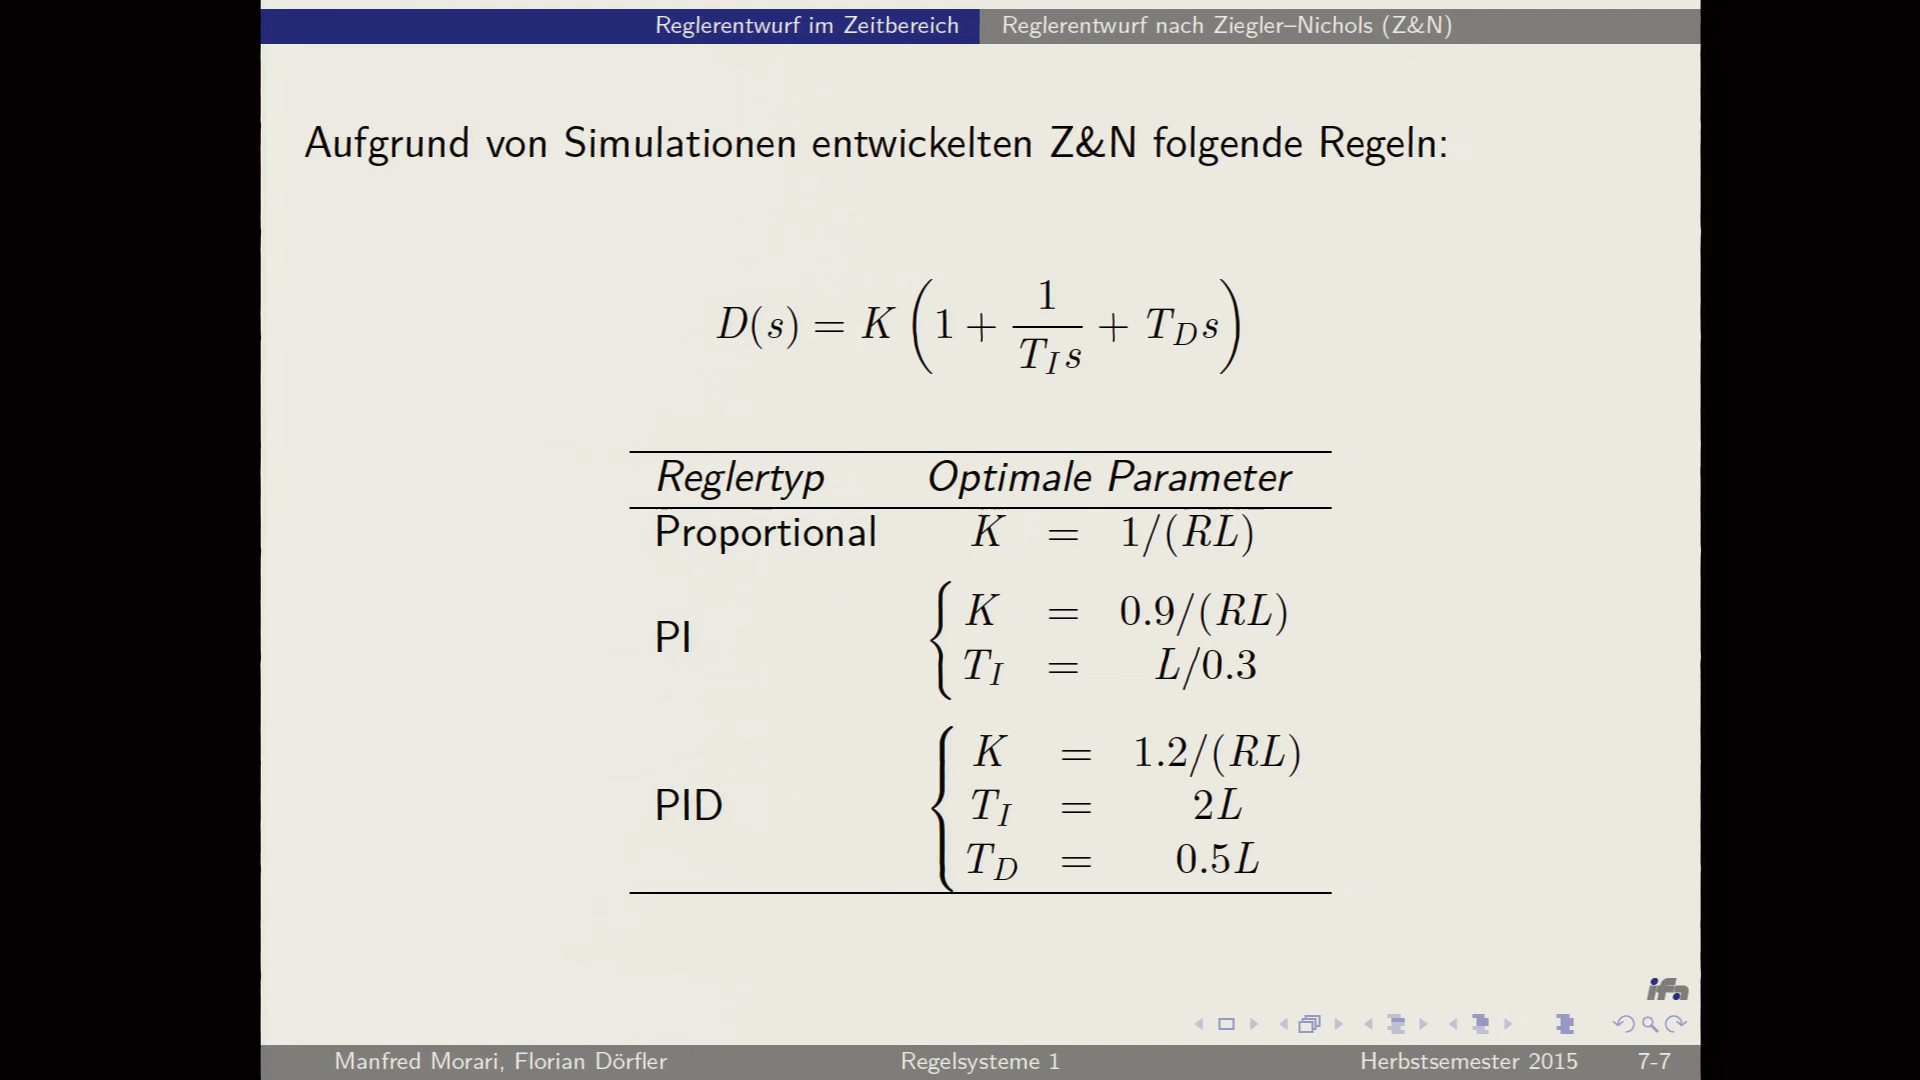 Reglerentwurf im Zeitbereich Reglerentwurf nach Ziegler–Nichols (Z&N)
Aufgrund von Simulationen entwickelten Z&N folgende Regeln:
D(s) = K (1 + 1/(T_I s) + T_D s)
Reglertyp Optimale Parameter
Proportional K = 1/(RL)
PI
K = 0.9/(RL)
T_I = L/0.3
PID
K = 1.2/(RL)
T_I = 2L
T_D = 0.5L
ifa
Manfred Morari, Florian Dörfler Regelsysteme 1 Herbstsemester 2015 7-7